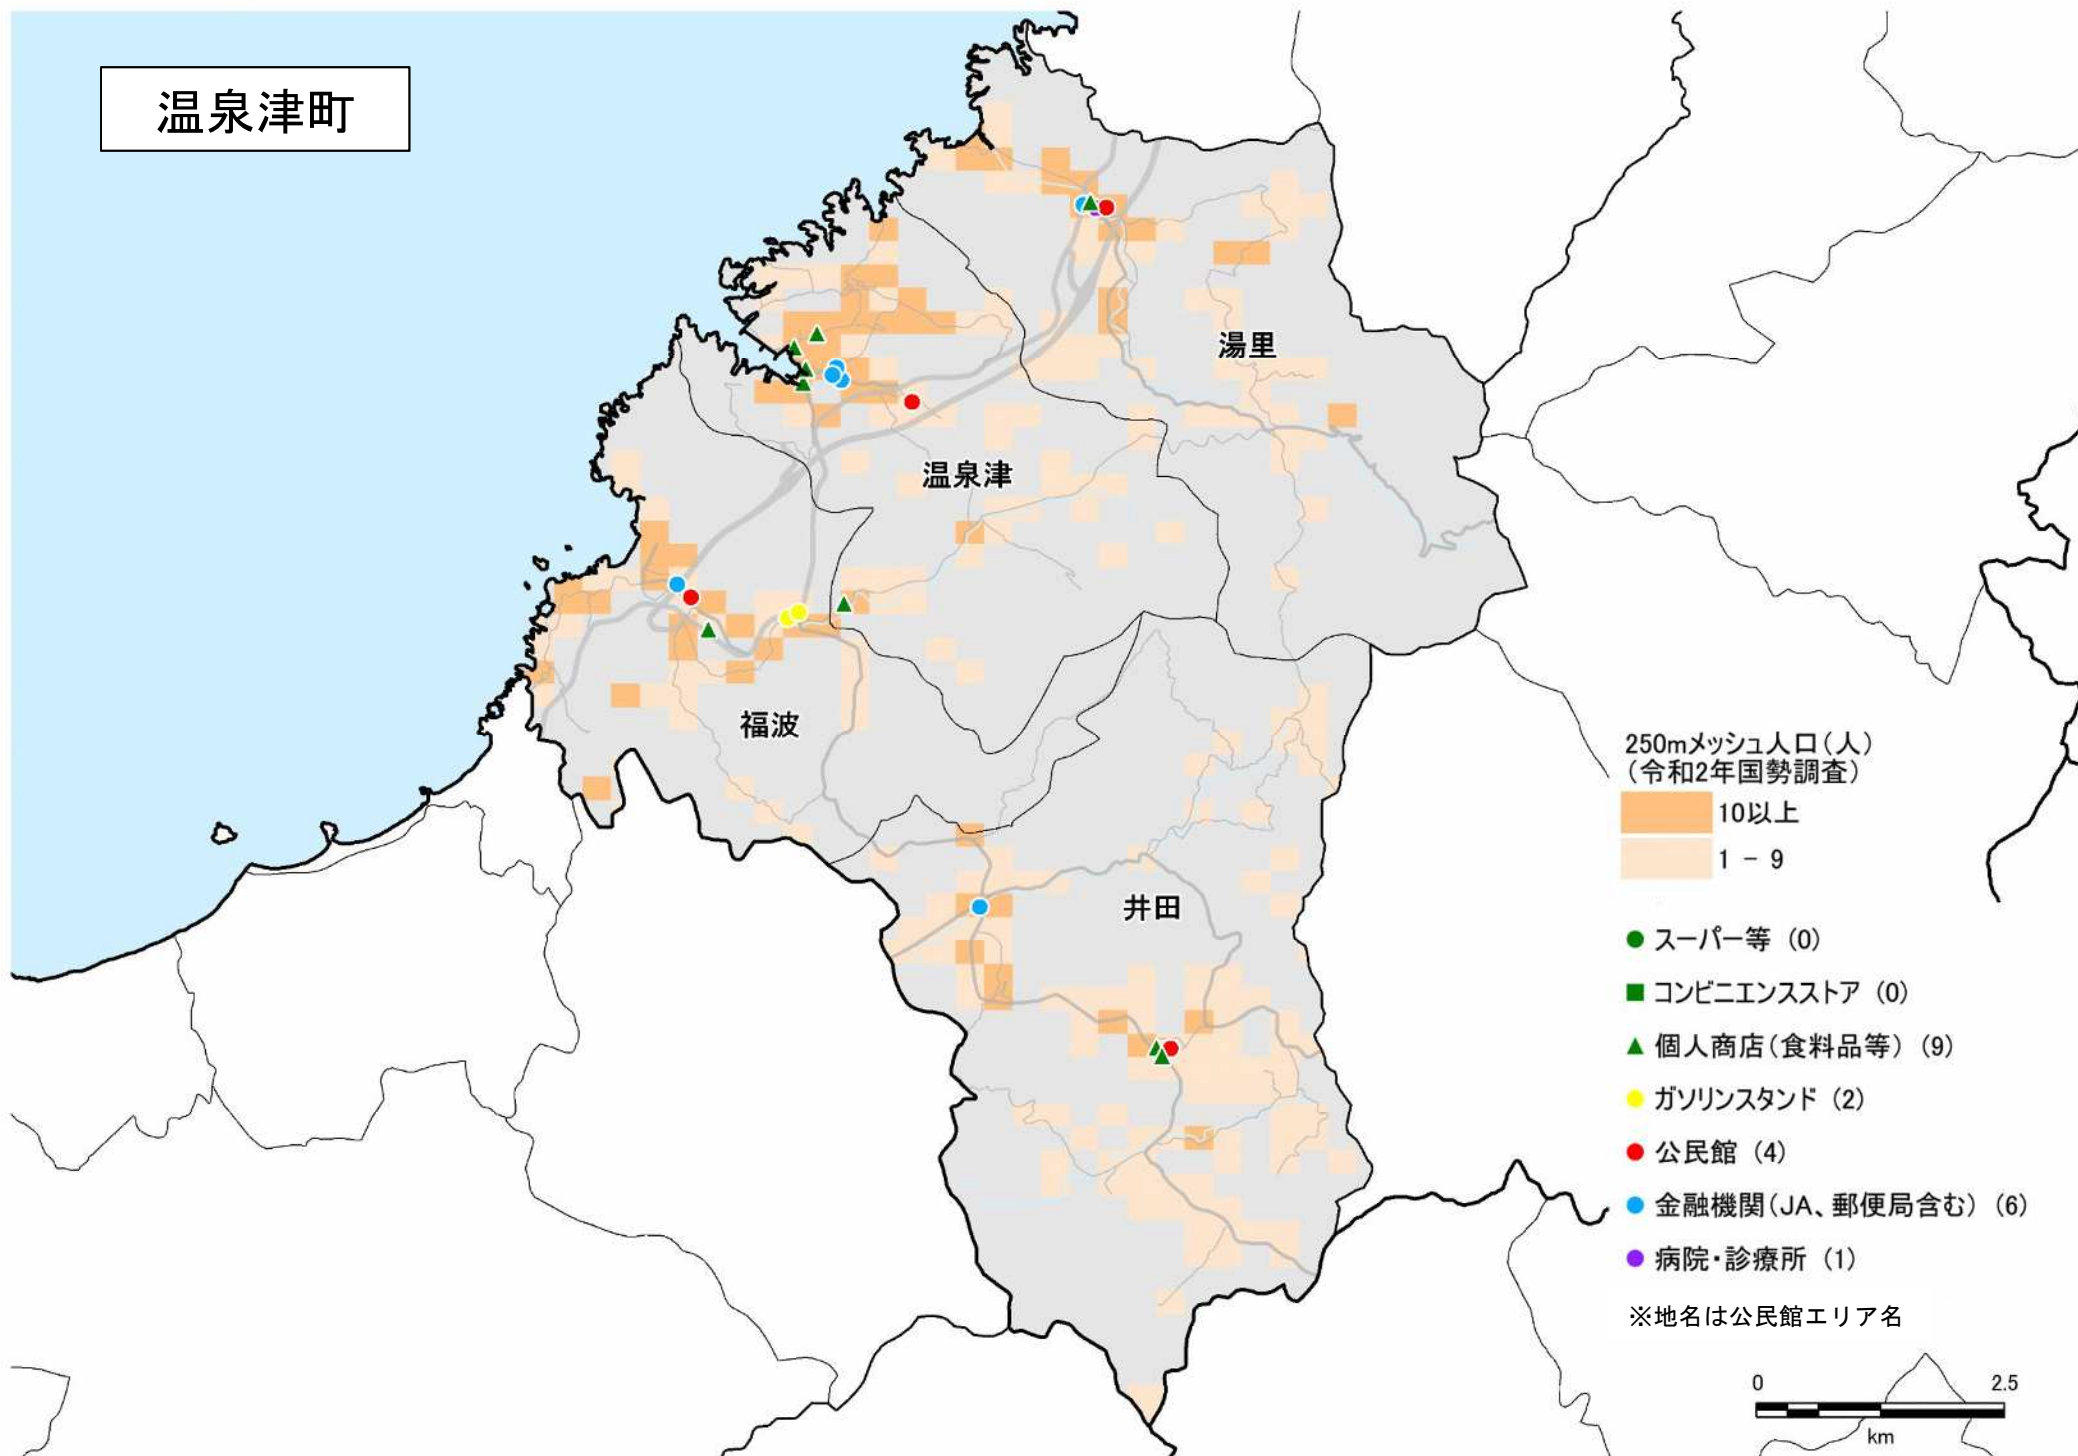 温泉津町
湯里
温泉津
福波
井田
250mメッシュ人口(人)
(令和2年国勢調査)
10以上
1 - 9
スーパー等 (0)
コンビニエンスストア (0)
個人商店(食料品等) (9)
ガソリンスタンド (2)
公民館 (4)
金融機関(JA、郵便局含む) (6)
病院・診療所 (1)
※地名は公民館エリア名
0 2.5
km